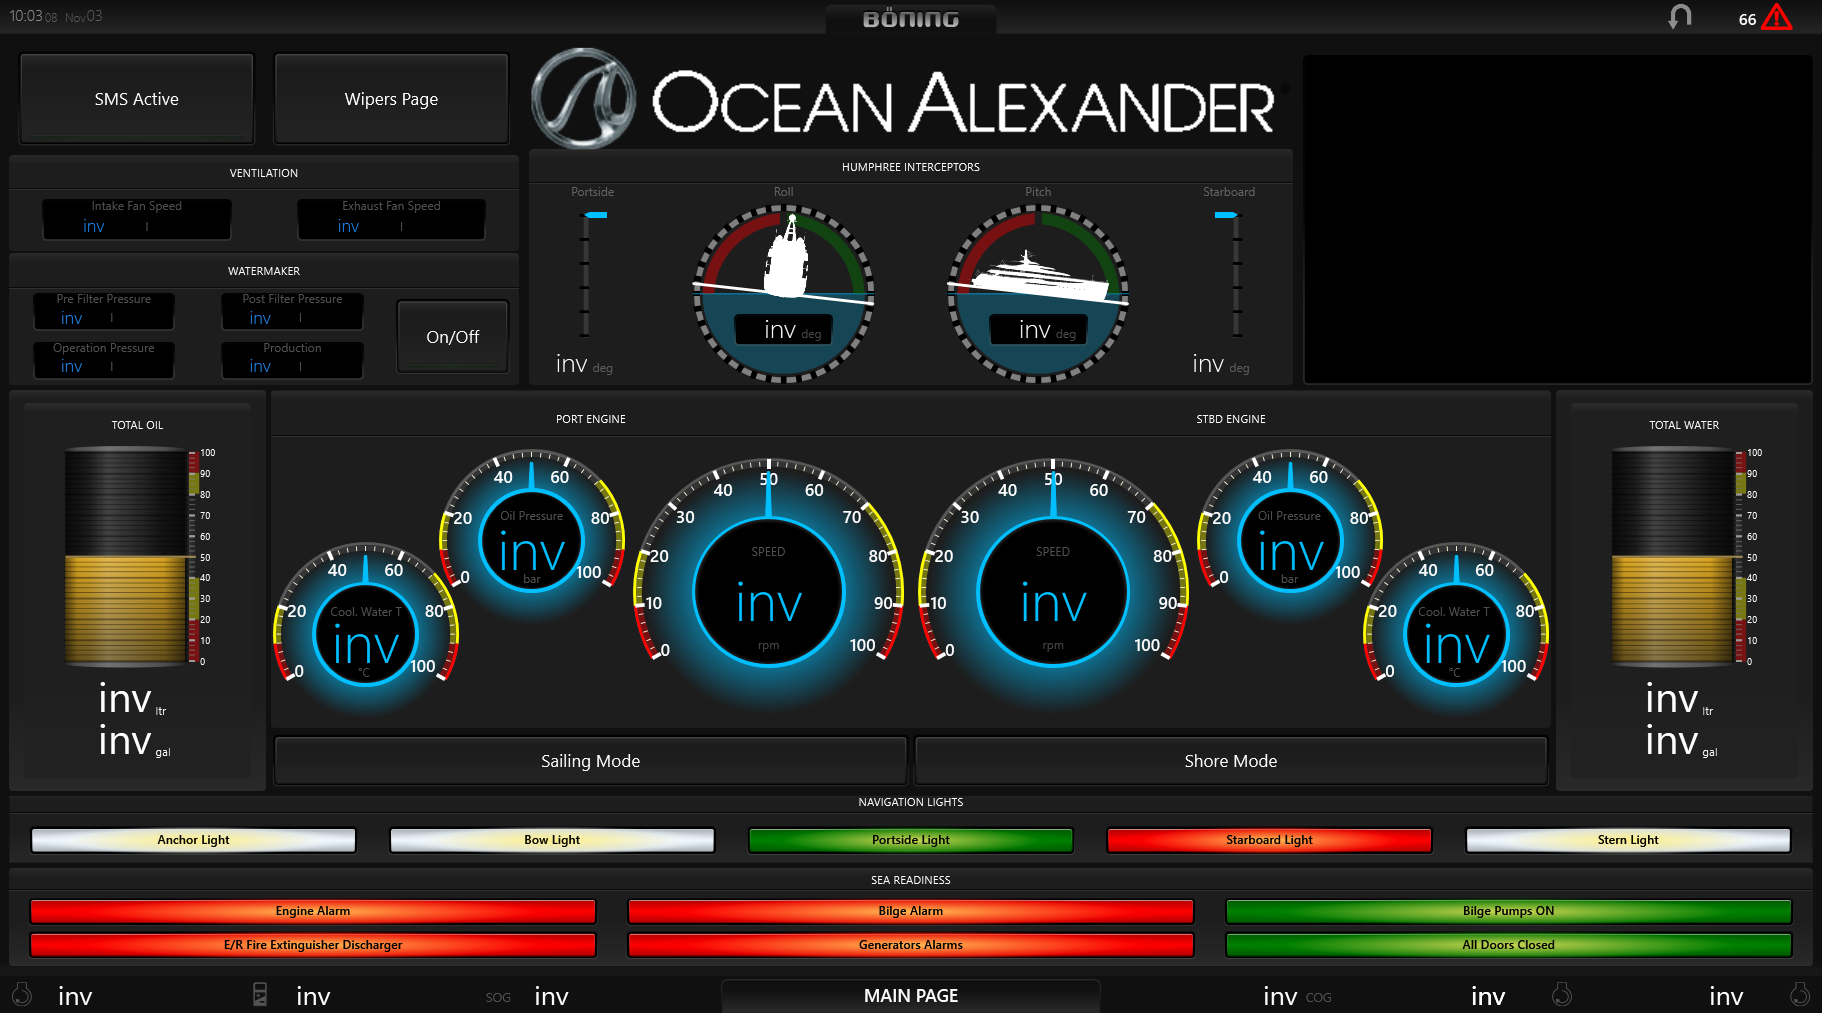 10:03 08 Nov03
BÖNING
66
SMS Active
Wipers Page
OCEAN ALEXANDER
VENTILATION
Intake Fan Speed
inv
Exhaust Fan Speed
inv
WATERMAKER
Pre Filter Pressure
inv
Post Filter Pressure
inv
Operation Pressure
inv
Production
inv
On/Off
HUMPHREE INTERCEPTORS
Portside
Roll
Pitch
Starboard
inv deg
inv deg
inv deg
inv deg
TOTAL OIL
100
90
80
70
60
50
40
30
20
10
0
inv ltr
inv gal
PORT ENGINE
0 20 40 60 80 100
Cool. Water T
inv
°C
0 20 40 60 80 100
Oil Pressure
inv
bar
0 10 20 30 40 50 60 70 80 90 100
SPEED
inv
rpm
STBD ENGINE
0 10 20 30 40 50 60 70 80 90 100
SPEED
inv
rpm
0 20 40 60 80 100
Oil Pressure
inv
bar
0 20 40 60 80 100
Cool. Water T
inv
°C
TOTAL WATER
100
90
80
70
60
50
40
30
20
10
0
inv ltr
inv gal
Sailing Mode
Shore Mode
NAVIGATION LIGHTS
Anchor Light
Bow Light
Portside Light
Starboard Light
Stern Light
SEA READINESS
Engine Alarm
Bilge Alarm
Bilge Pumps ON
E/R Fire Extinguisher Discharger
Generators Alarms
All Doors Closed
inv
inv
SOG inv
MAIN PAGE
inv COG
inv
inv